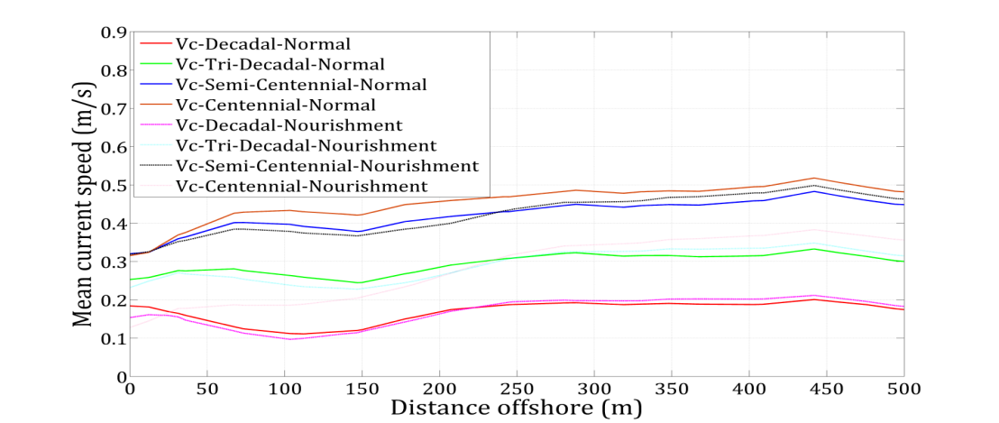 0.9
0.8
0.7
0.6
0.5
0.4
0.3
0.2
0.1
0
Mean current speed (m/s)
Vc-Decadal-Normal
Vc-Tri-Decadal-Normal
Vc-Semi-Centennial-Normal
Vc-Centennial-Normal
Vc-Decadal-Nourishment
Vc-Tri-Decadal-Nourishment
Vc-Semi-Centennial-Nourishment
Vc-Centennial-Nourishment
0 50 100 150 200 250 300 350 400 450 500
Distance offshore (m)